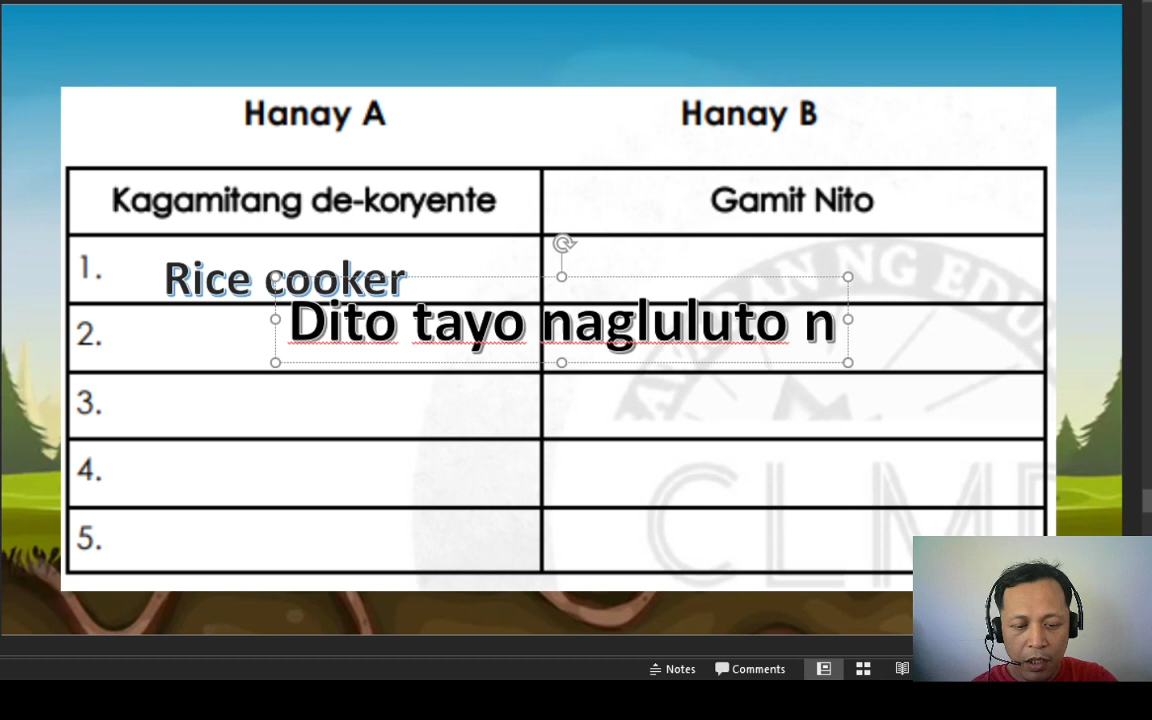 Hanay A Hanay B
Kagamitang de-koryente Gamit Nito
1. Rice cooker
Dito tayo nagluluto n
2.
3.
4.
5.
CLMD
Notes Comments